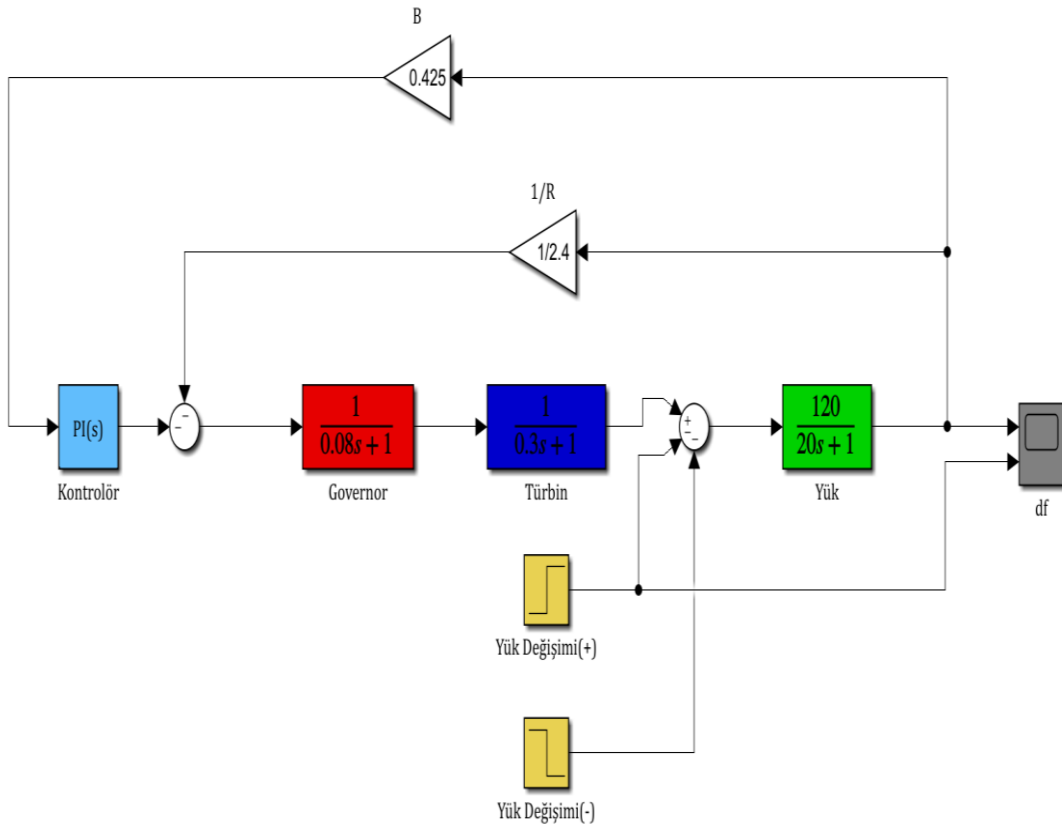 B
0.425
1/R
1/2.4
PI(s)
Kontrolör
−
−
1
0.08s + 1
Governor
1
0.3s + 1
Türbin
+
−
−
120
20s + 1
Yük
df
Yük Değişimi(+)
Yük Değişimi(-)